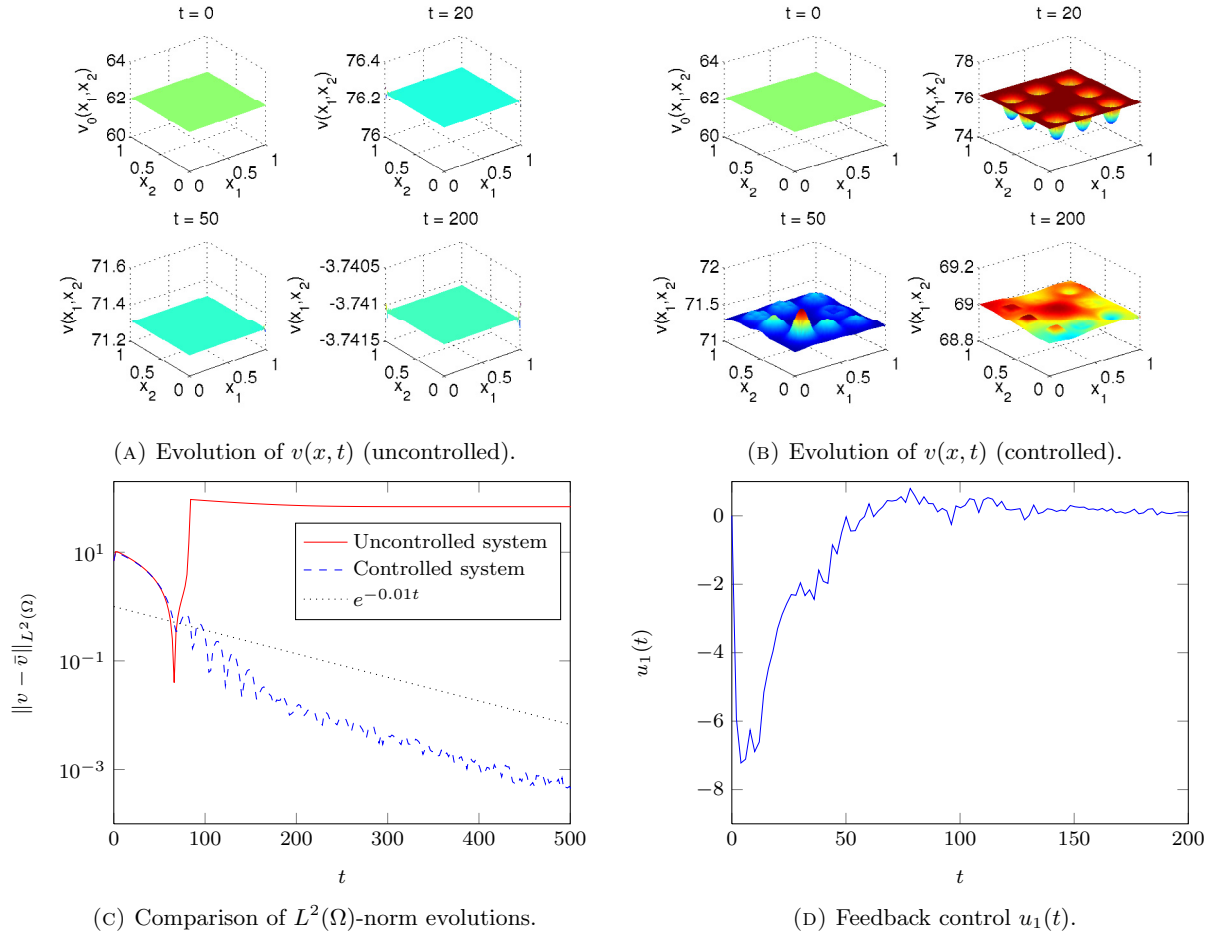 t = 0
v₀(x₁,x₂)
64
62
60
1
0.5
0
x₂
0
0.5
1
x₁
t = 20
v(x₁,x₂)
76.4
76.2
76
1
0.5
0
x₂
0
0.5
1
x₁
t = 50
v(x₁,x₂)
71.6
71.4
71.2
1
0.5
0
x₂
0
0.5
1
x₁
t = 200
v(x₁,x₂)
-3.7405
-3.741
-3.7415
1
0.5
0
x₂
0
0.5
1
x₁
(A) Evolution of v(x, t) (uncontrolled).
t = 0
v₀(x₁,x₂)
64
62
60
1
0.5
0
x₂
0
0.5
1
x₁
t = 20
v(x₁,x₂)
78
76
74
1
0.5
0
x₂
0
0.5
1
x₁
t = 50
v(x₁,x₂)
72
71.5
71
1
0.5
0
x₂
0
0.5
1
x₁
t = 200
v(x₁,x₂)
69.2
69
68.8
1
0.5
0
x₂
0
0.5
1
x₁
(B) Evolution of v(x, t) (controlled).
‖v − v̄‖_{L²(Ω)}
10¹
10⁻¹
10⁻³
Uncontrolled system
Controlled system
e^{−0.01t}
0 100 200 300 400 500
t
(C) Comparison of L²(Ω)-norm evolutions.
u₁(t)
0
−2
−4
−6
−8
0 50 100 150 200
t
(D) Feedback control u₁(t).